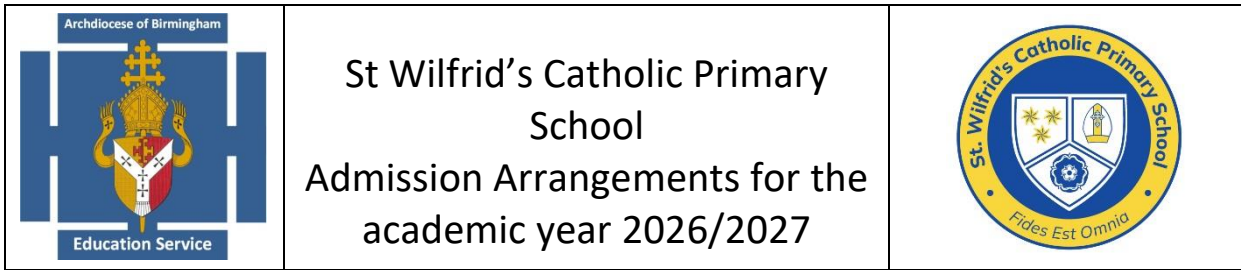 Archdiocese of Birmingham
Education Service
St Wilfrid’s Catholic Primary
School
Admission Arrangements for the
academic year 2026/2027
St. Wilfrid's Catholic Primary School
Fides Est Omnia